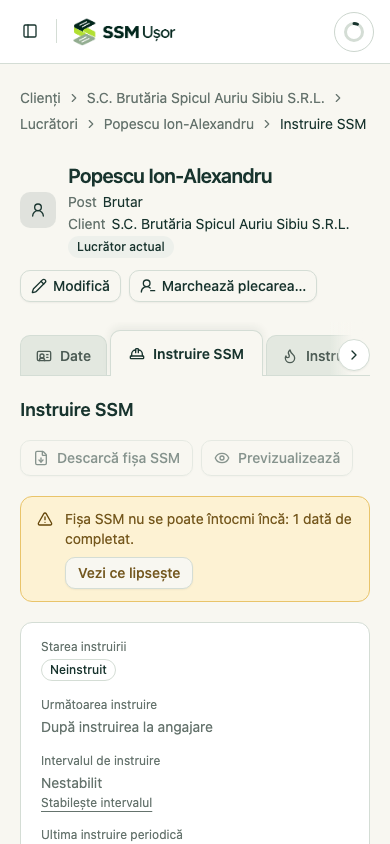 SSM Ușor
Clienți > S.C. Brutăria Spicul Auriu Sibiu S.R.L. >
Lucrători > Popescu Ion-Alexandru > Instruire SSM
Popescu Ion-Alexandru
Post Brutar
Client S.C. Brutăria Spicul Auriu Sibiu S.R.L.
Lucrător actual
Modifică Marchează plecarea...
Date Instruire SSM Instru
Instruire SSM
Descarcă fișa SSM Previzualizează
Fișa SSM nu se poate întocmi încă: 1 dată de
completat.
Vezi ce lipsește
Starea instruirii
Neinstruit
Următoarea instruire
După instruirea la angajare
Intervalul de instruire
Nestabilit
Stabilește intervalul
Ultima instruire periodică